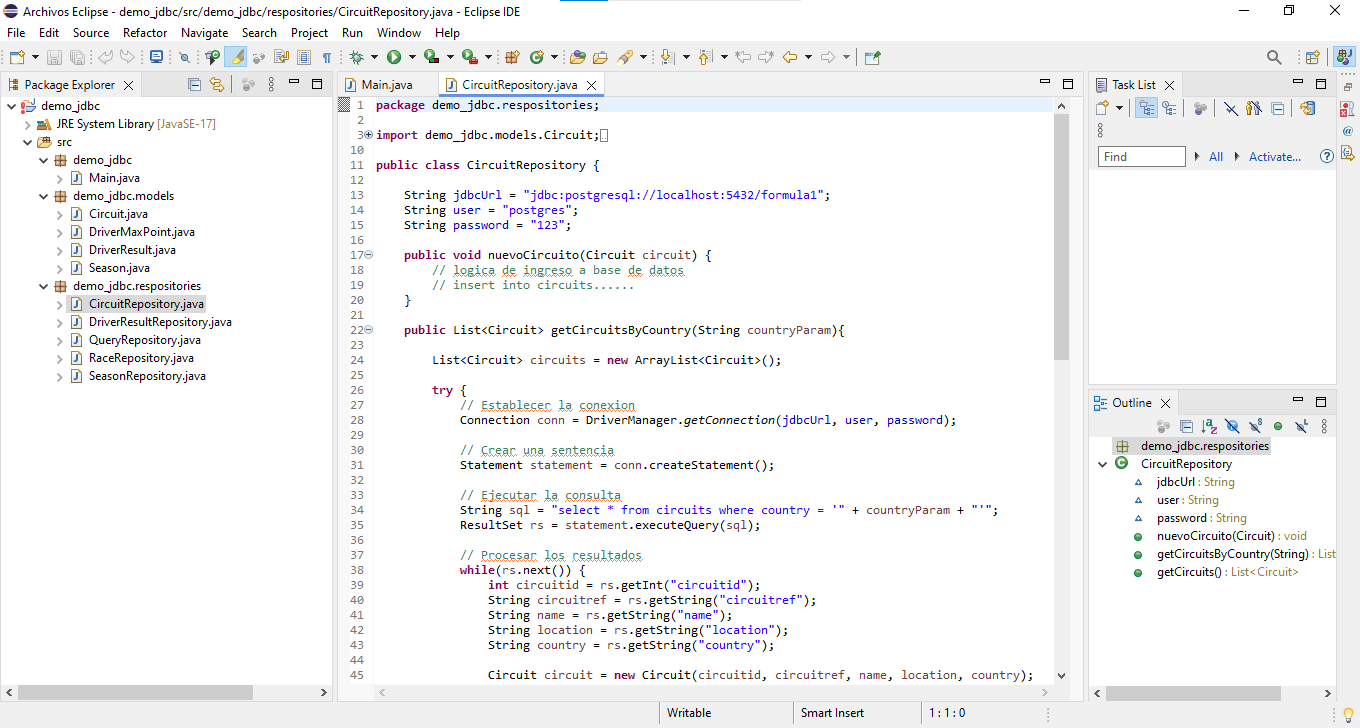 Archivos Eclipse - demo_jdbc/src/demo_jdbc/respositories/CircuitRepository.java - Eclipse IDE
File Edit Source Refactor Navigate Search Project Run Window Help
Package Explorer
demo_jdbc
JRE System Library [JavaSE-17]
src
demo_jdbc
Main.java
demo_jdbc.models
Circuit.java
DriverMaxPoint.java
DriverResult.java
Season.java
demo_jdbc.respositories
CircuitRepository.java
DriverResultRepository.java
QueryRepository.java
RaceRepository.java
SeasonRepository.java
Main.java CircuitRepository.java
1 package demo_jdbc.respositories;
2
3 import demo_jdbc.models.Circuit;
10
11 public class CircuitRepository {
12
13 String jdbcUrl = "jdbc:postgresql://localhost:5432/formula1";
14 String user = "postgres";
15 String password = "123";
16
17 public void nuevoCircuito(Circuit circuit) {
18 // logica de ingreso a base de datos
19 // insert into circuits......
20 }
21
22 public List<Circuit> getCircuitsByCountry(String countryParam){
23
24 List<Circuit> circuits = new ArrayList<Circuit>();
25
26 try {
27 // Establecer la conexion
28 Connection conn = DriverManager.getConnection(jdbcUrl, user, password);
29
30 // Crear una sentencia
31 Statement statement = conn.createStatement();
32
33 // Ejecutar la consulta
34 String sql = "select * from circuits where country = '" + countryParam + "'";
35 ResultSet rs = statement.executeQuery(sql);
36
37 // Procesar los resultados
38 while(rs.next()) {
39 int circuitid = rs.getInt("circuitid");
40 String circuitref = rs.getString("circuitref");
41 String name = rs.getString("name");
42 String location = rs.getString("location");
43 String country = rs.getString("country");
44
45 Circuit circuit = new Circuit(circuitid, circuitref, name, location, country);
Task List
Find All Activate...
Outline
demo_jdbc.respositories
CircuitRepository
jdbcUrl : String
user : String
password : String
nuevoCircuito(Circuit) : void
getCircuitsByCountry(String) : List
getCircuits() : List<Circuit>
Writable Smart Insert 1 : 1 : 0